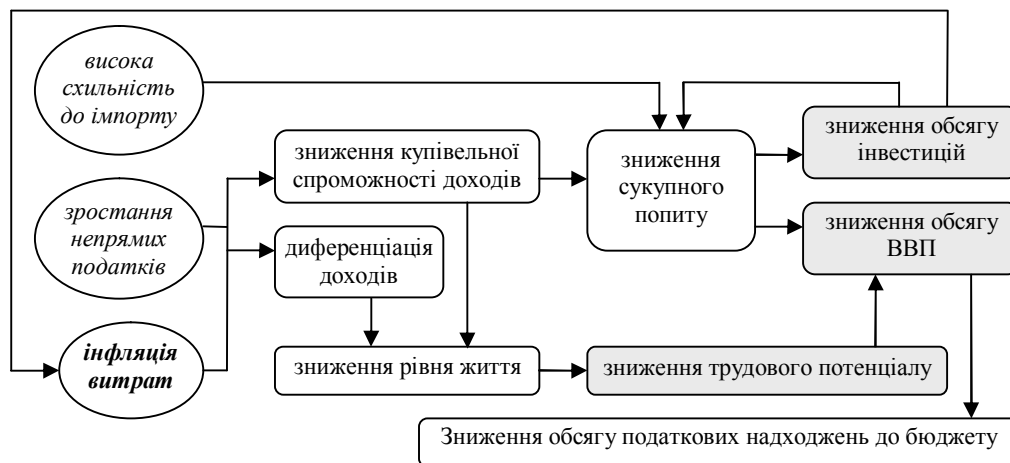 висока
схильність
до імпорту
зниження обсягу
інвестицій
зниження купівельної
спроможності доходів
зниження
сукупного
попиту
зростання
непрямих
податків
диференціація
доходів
зниження обсягу
ВВП
інфляція
витрат
зниження рівня життя
зниження трудового потенціалу
Зниження обсягу податкових надходжень до бюджету